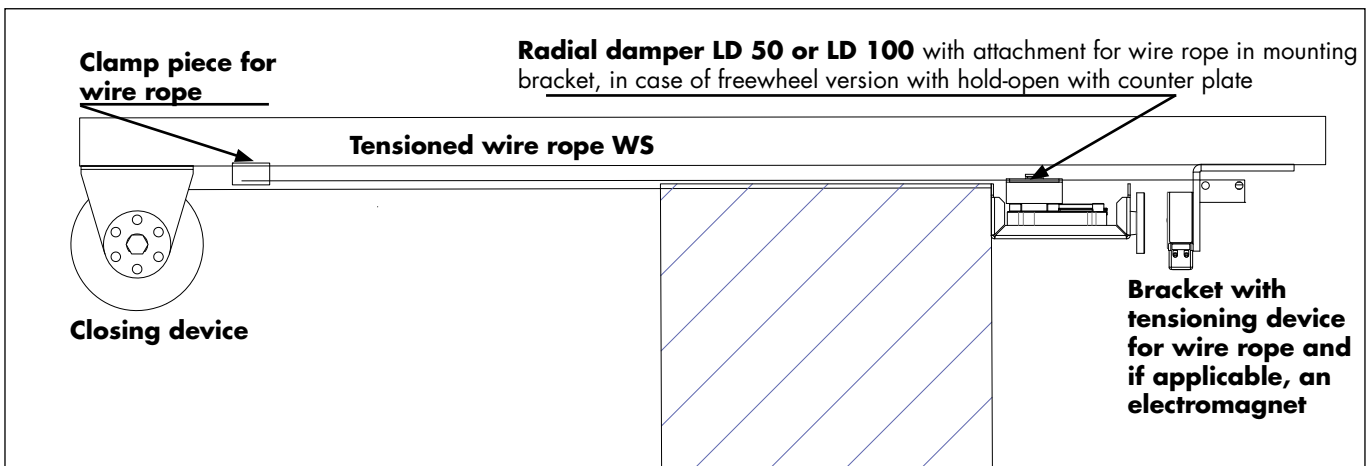 Clamp piece for
wire rope
Radial damper LD 50 or LD 100 with attachment for wire rope in mounting
bracket, in case of freewheel version with hold-open with counter plate
Tensioned wire rope WS
Closing device
Bracket with
tensioning device
for wire rope and
if applicable, an
electromagnet